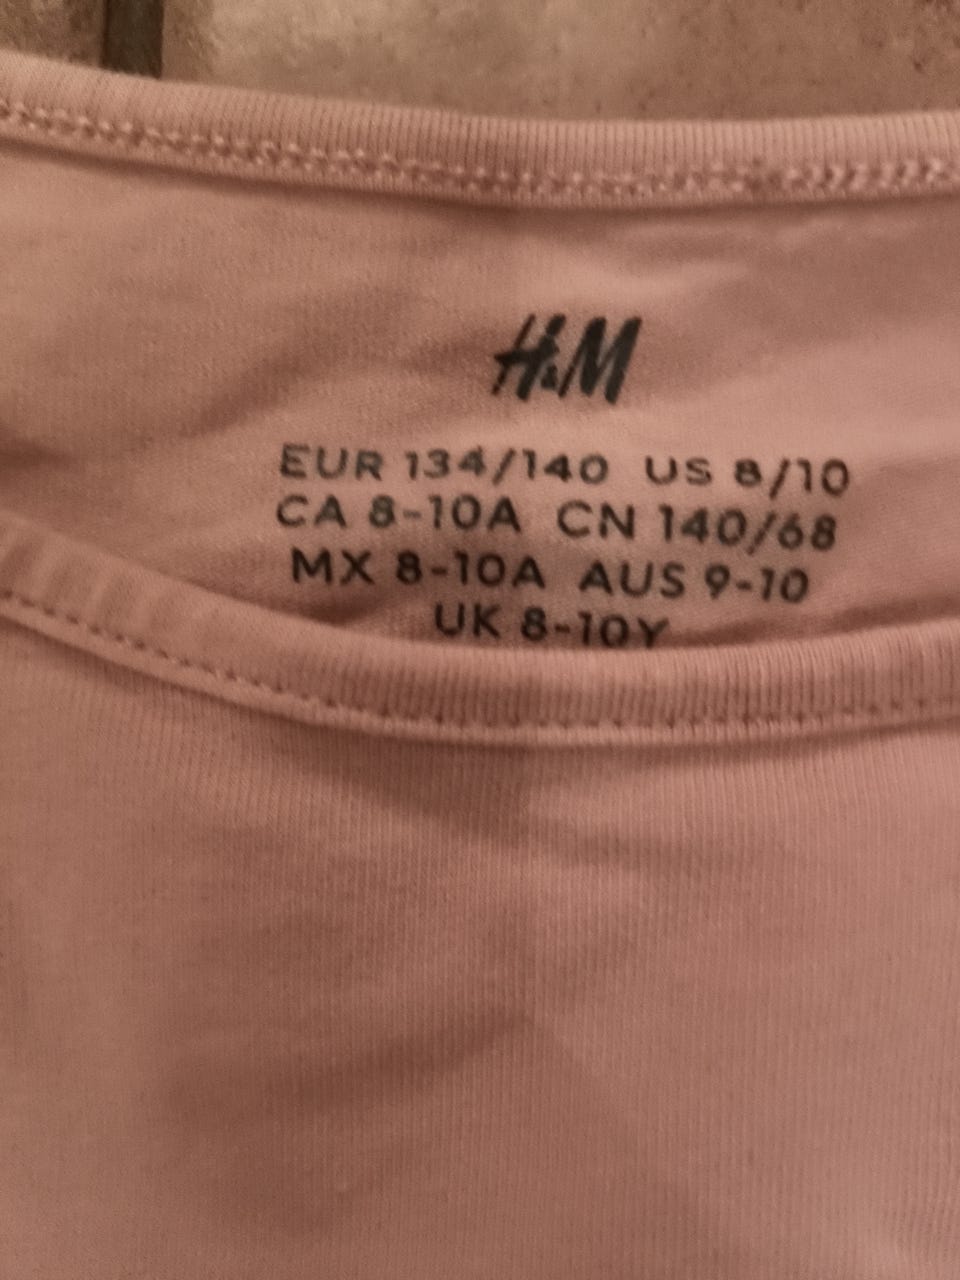 H&M
EUR 134/140 US 8/10
CA 8-10A CN 140/68
MX 8-10A AUS 9-10
UK 8-10Y